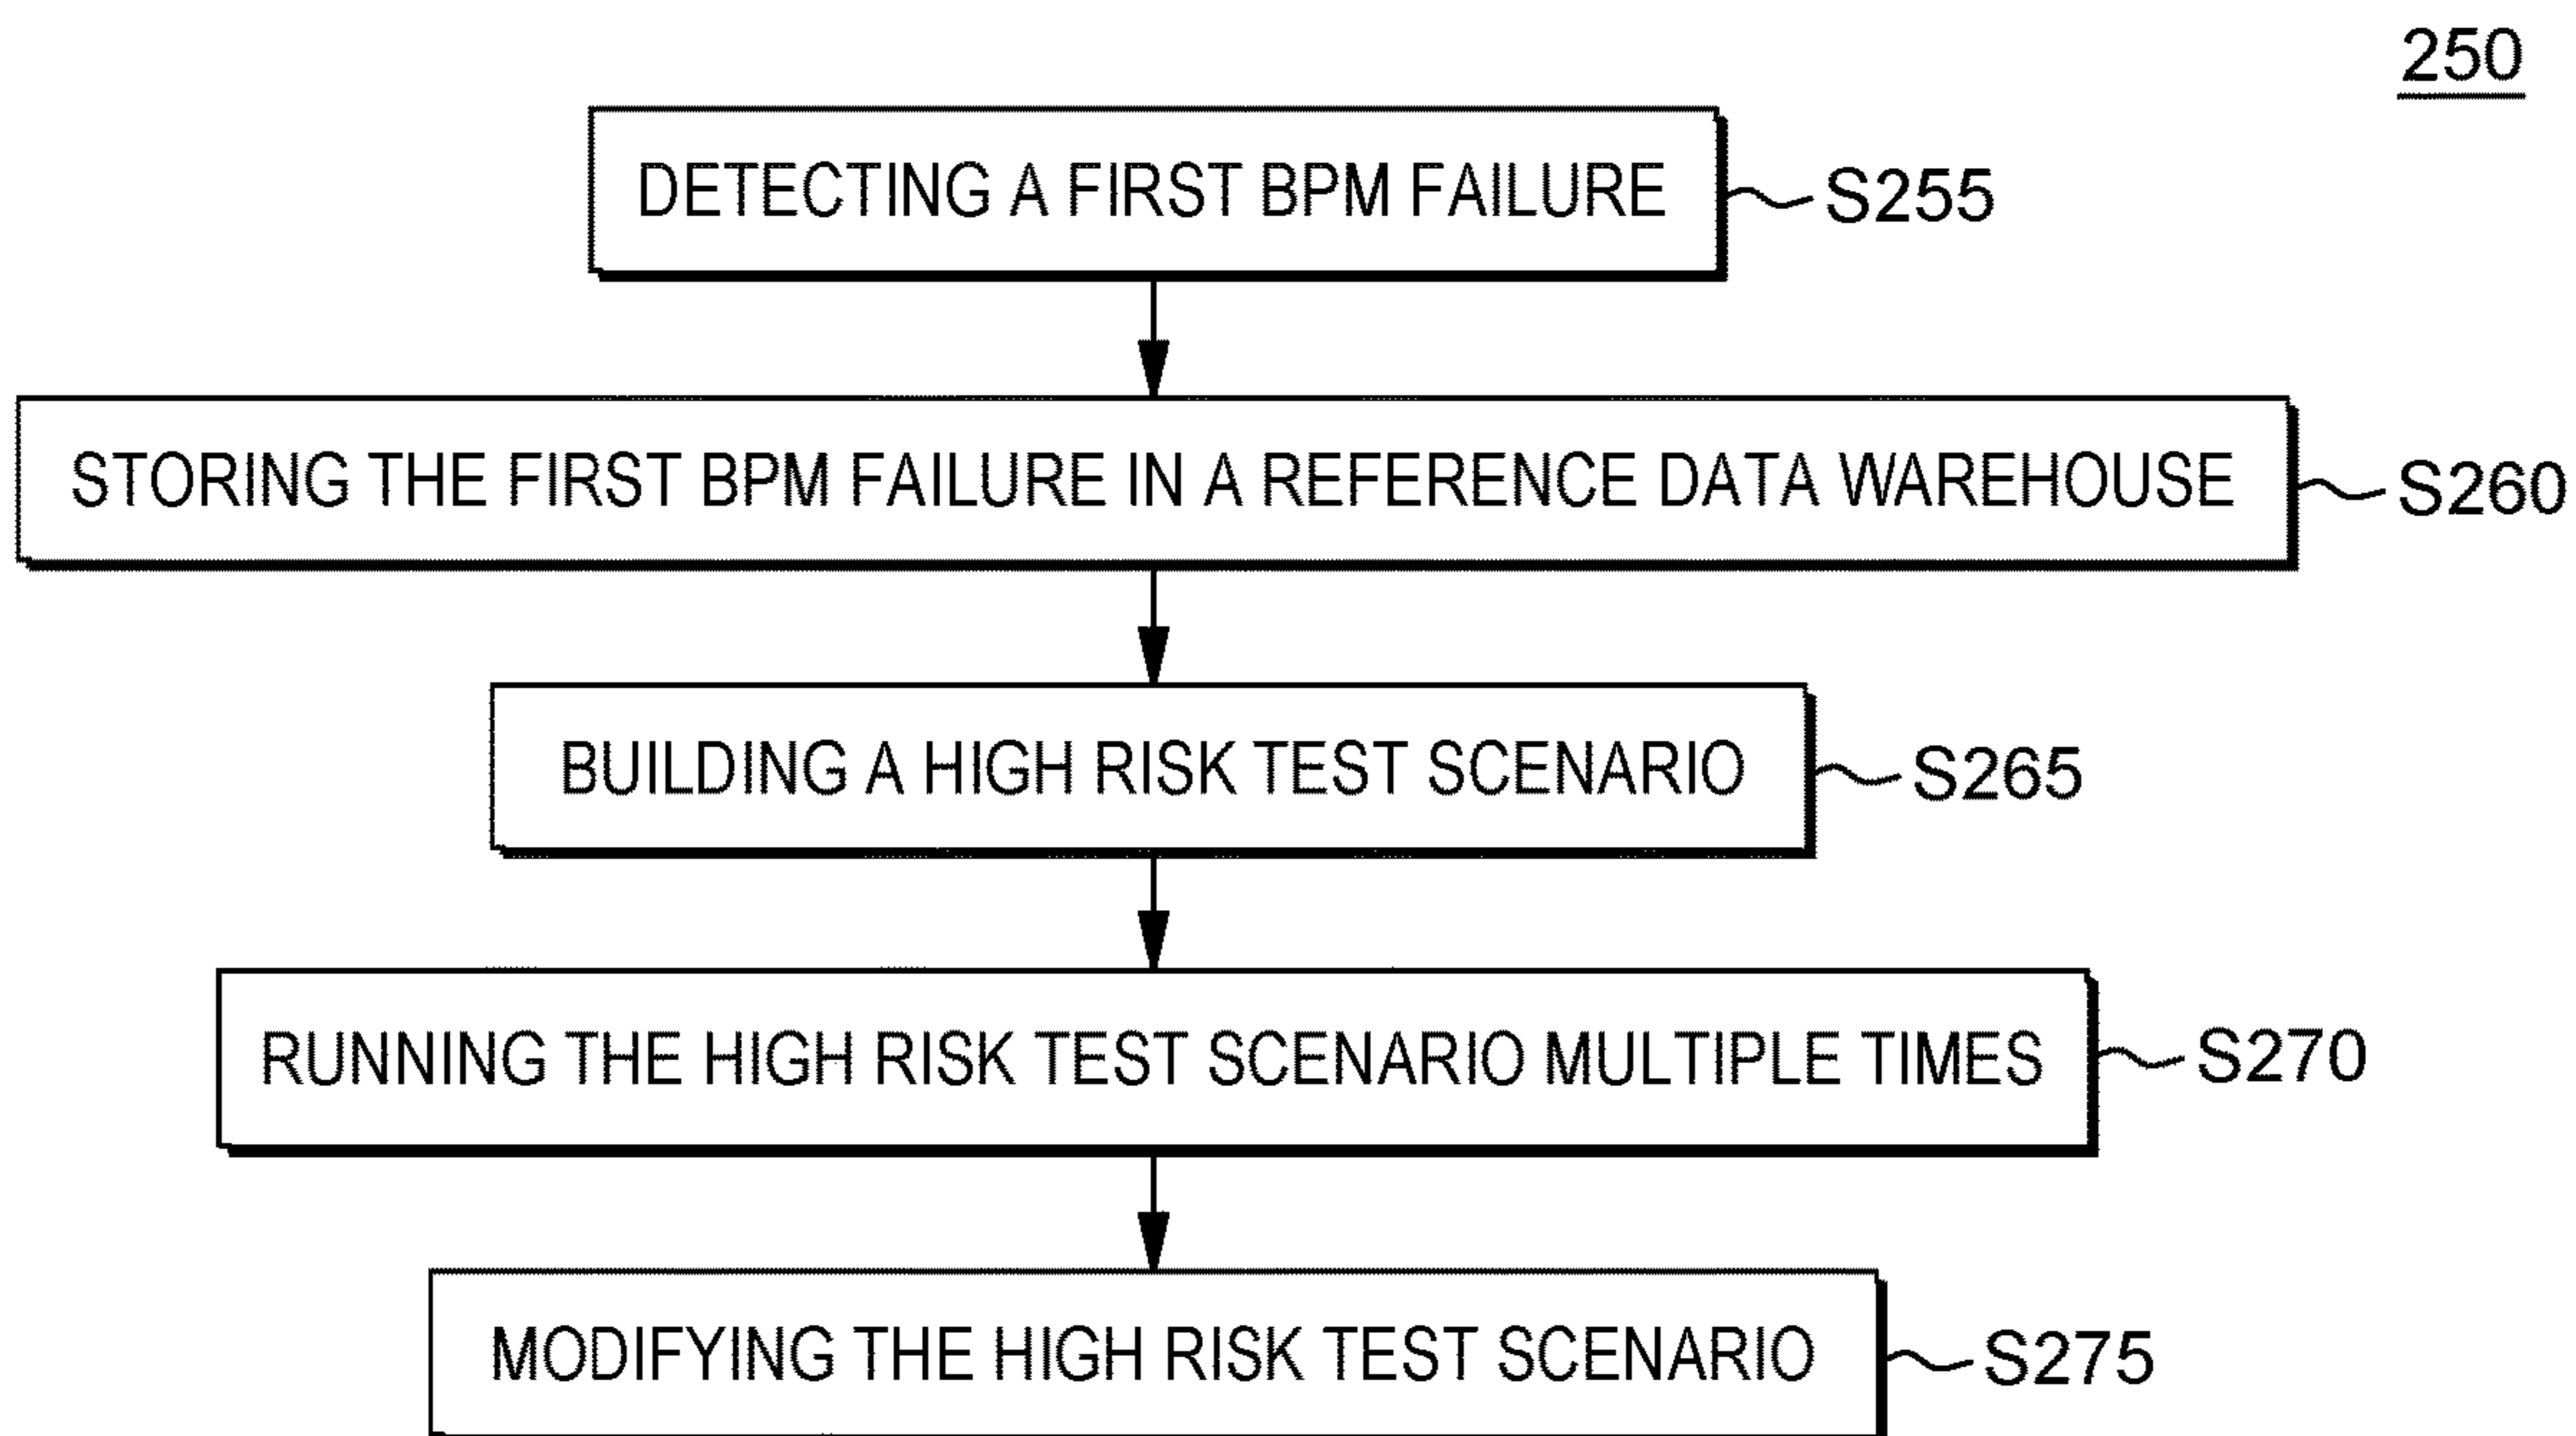 250
DETECTING A FIRST BPM FAILURE
S255
STORING THE FIRST BPM FAILURE IN A REFERENCE DATA WAREHOUSE
S260
BUILDING A HIGH RISK TEST SCENARIO
S265
RUNNING THE HIGH RISK TEST SCENARIO MULTIPLE TIMES
S270
MODIFYING THE HIGH RISK TEST SCENARIO
S275